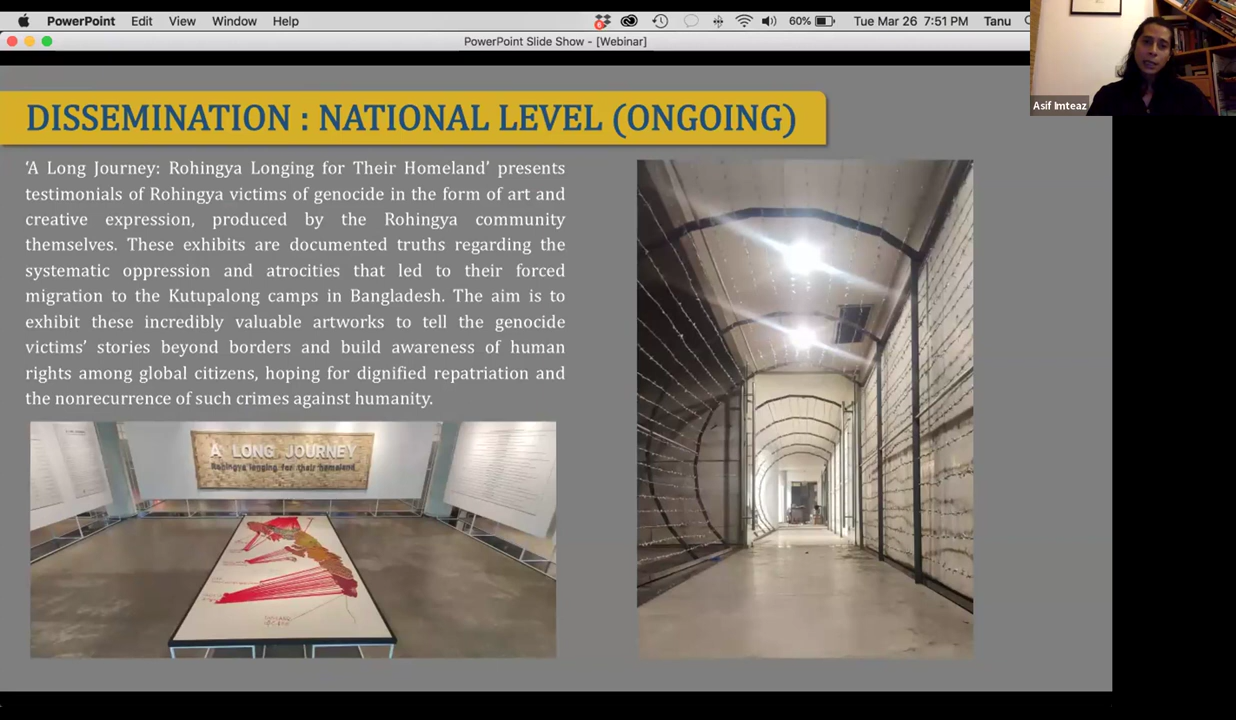 PowerPoint Edit View Window Help
60% Tue Mar 26 7:51 PM Tanu
PowerPoint Slide Show - [Webinar]
Asif Imteaz
DISSEMINATION : NATIONAL LEVEL (ONGOING)
‘A Long Journey: Rohingya Longing for Their Homeland’ presents
testimonials of Rohingya victims of genocide in the form of art and
creative expression, produced by the Rohingya community
themselves. These exhibits are documented truths regarding the
systematic oppression and atrocities that led to their forced
migration to the Kutupalong camps in Bangladesh. The aim is to
exhibit these incredibly valuable artworks to tell the genocide
victims’ stories beyond borders and build awareness of human
rights among global citizens, hoping for dignified repatriation and
the nonrecurrence of such crimes against humanity.
A LONG JOURNEY
Rohingya longing for their homeland